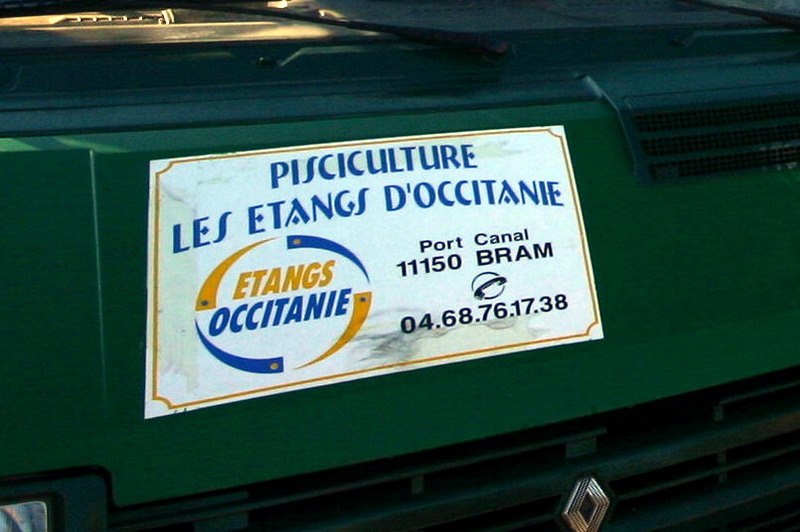 PISCICULTURE
LES ETANGS D'OCCITANIE
ETANGS
OCCITANIE
Port Canal
11150 BRAM
04.68.76.17.38